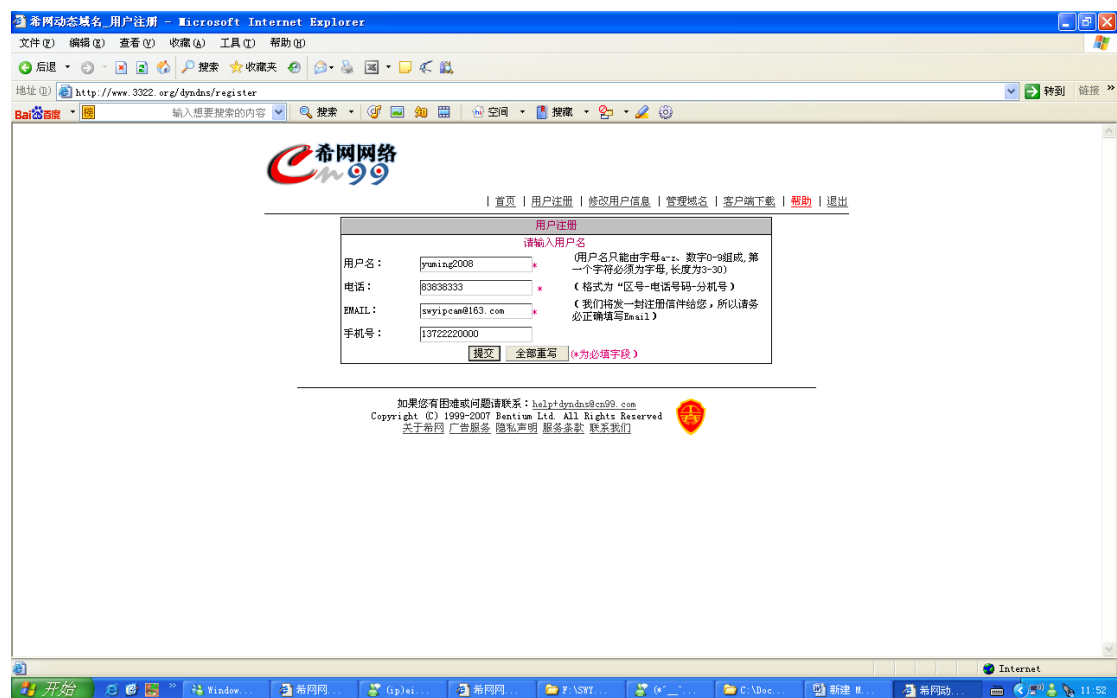 希网动态域名_用户注册 - Microsoft Internet Explorer
文件(F) 编辑(E) 查看(V) 收藏(A) 工具(T) 帮助(H)
后退 搜索 收藏夹
地址(D) http://www.3322.org/dyndns/register 转到 链接 »
Bai百度 输入想要搜索的内容 搜索 空间 搜藏
希网网络
Cn99
| 首页 | 用户注册 | 修改用户信息 | 管理域名 | 客户端下载 | 帮助 | 退出
用户注册
请输入用户名
用户名： yuming2008 * (用户名只能由字母a-z、数字0-9组成,第
一个字符必须为字母,长度为3-30)
电话： 83838333 * (格式为“区号-电话号码-分机号)
EMAIL： swyipcam@163.com * (我们将发一封注册信件给您，所以请务
必正确填写Email)
手机号： 13722220000
提交 全部重写 (*为必填字段)
如果您有困难或问题请联系：help+dyndns@cn99.com
Copyright (C) 1999-2007 Bentium Ltd. All Rights Reserved
关于希网 广告服务 隐私声明 服务条款 联系我们
Internet
开始 » Window... 希网网... (ip)ei... 希网网... F:\SWY... (*^__^... C:\Doc... 新建 M... 希网动... 11:52